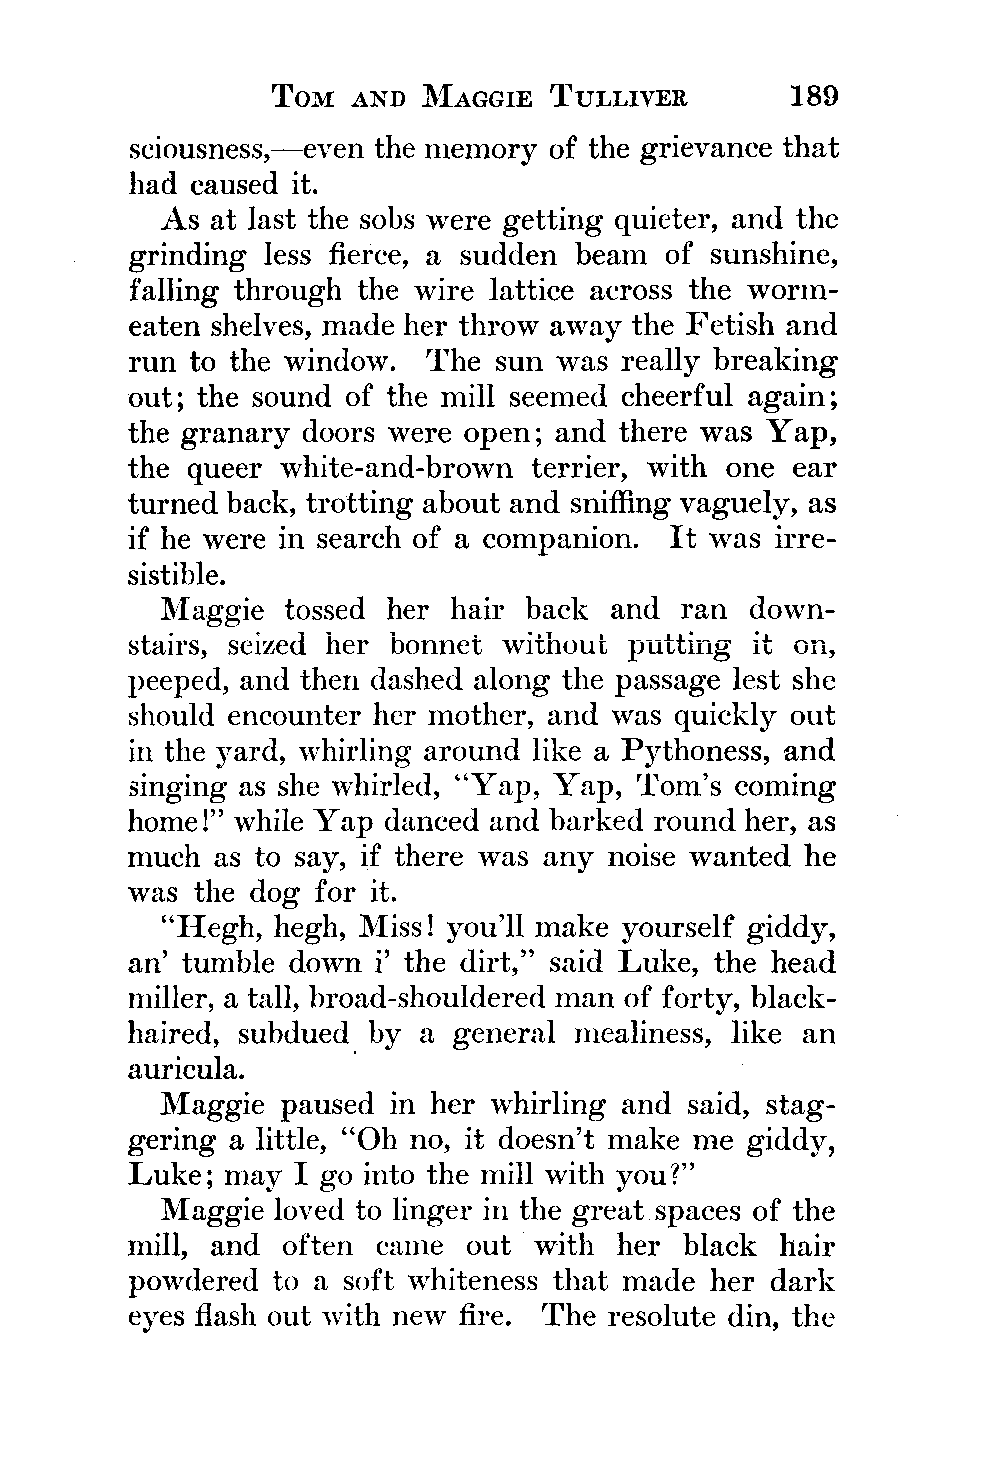 TOM AND MAGGIE TULLIVER 189
sciousness,—even the memory of the grievance that
had caused it.
As at last the sobs were getting quieter, and the
grinding less fierce, a sudden beam of sunshine,
falling through the wire lattice across the worm-
eaten shelves, made her throw away the Fetish and
run to the window. The sun was really breaking
out; the sound of the mill seemed cheerful again;
the granary doors were open; and there was Yap,
the queer white-and-brown terrier, with one ear
turned back, trotting about and sniffing vaguely, as
if he were in search of a companion. It was irre-
sistible.
Maggie tossed her hair back and ran down-
stairs, seized her bonnet without putting it on,
peeped, and then dashed along the passage lest she
should encounter her mother, and was quickly out
in the yard, whirling around like a Pythoness, and
singing as she whirled, “Yap, Yap, Tom’s coming
home!” while Yap danced and barked round her, as
much as to say, if there was any noise wanted he
was the dog for it.
“Hegh, hegh, Miss! you’ll make yourself giddy,
an’ tumble down i’ the dirt,” said Luke, the head
miller, a tall, broad-shouldered man of forty, black-
haired, subdued by a general mealiness, like an
auricula.
Maggie paused in her whirling and said, stag-
gering a little, “Oh no, it doesn’t make me giddy,
Luke; may I go into the mill with you?”
Maggie loved to linger in the great spaces of the
mill, and often came out with her black hair
powdered to a soft whiteness that made her dark
eyes flash out with new fire. The resolute din, the